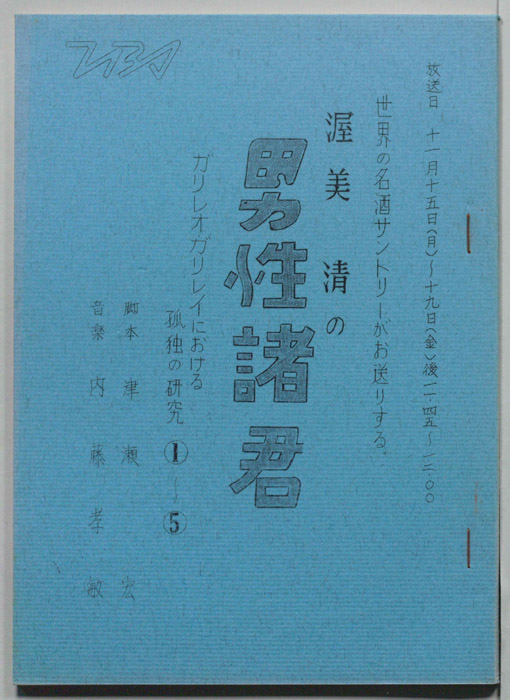 TBS
放送日 十一月十五日(月)〜十九日(金)後一一・四五〜一二・〇〇
世界の名酒サントリーがお送りする
渥美清の
男性諸君
ガリレオガリレイにおける
孤独の研究 ①〜⑤
脚本 津瀬 宏
音楽 内藤孝敏